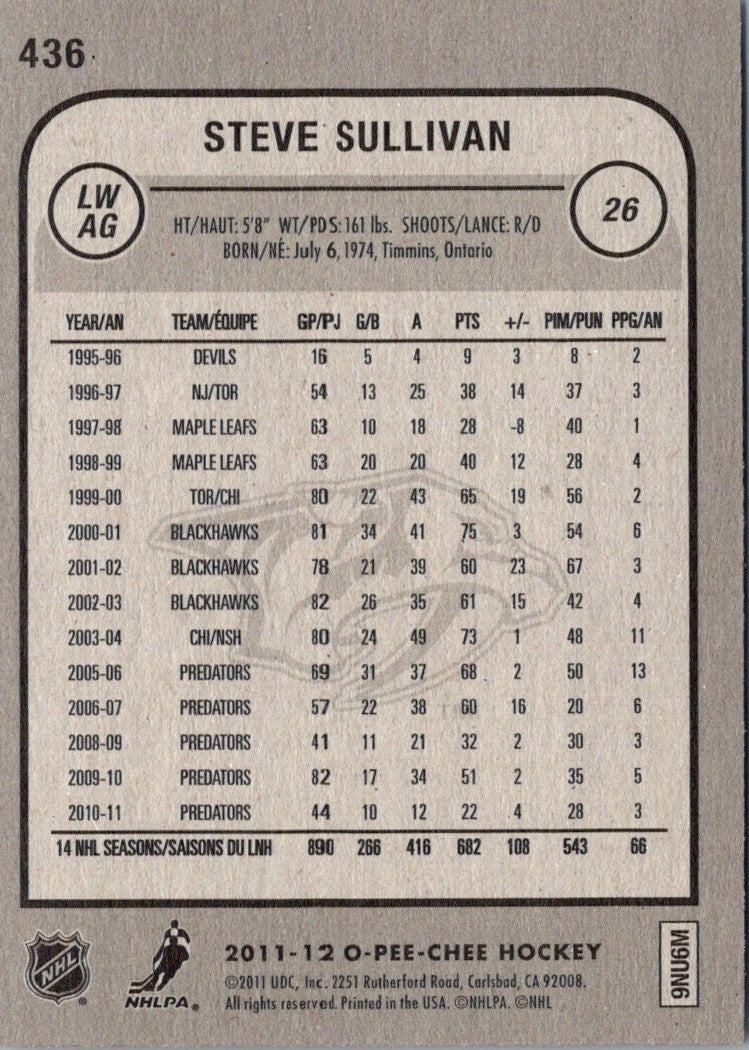 436
STEVE SULLIVAN
LW
AG
26
HT/HAUT: 5'8" WT/PDS: 161 lbs. SHOOTS/LANCE: R/D
BORN/NÉ: July 6, 1974, Timmins, Ontario
YEAR/AN TEAM/ÉQUIPE GP/PJ G/B A PTS +/- PIM/PUN PPG/AN
1995-96 DEVILS 16 5 4 9 3 8 2
1996-97 NJ/TOR 54 13 25 38 14 37 3
1997-98 MAPLE LEAFS 63 10 18 28 -8 40 1
1998-99 MAPLE LEAFS 63 20 20 40 12 28 4
1999-00 TOR/CHI 80 22 43 65 19 56 2
2000-01 BLACKHAWKS 81 34 41 75 3 54 6
2001-02 BLACKHAWKS 78 21 39 60 23 67 3
2002-03 BLACKHAWKS 82 26 35 61 15 42 4
2003-04 CHI/NSH 80 24 49 73 1 48 11
2005-06 PREDATORS 69 31 37 68 2 50 13
2006-07 PREDATORS 57 22 38 60 16 20 6
2008-09 PREDATORS 41 11 21 32 2 30 3
2009-10 PREDATORS 82 17 34 51 2 35 5
2010-11 PREDATORS 44 10 12 22 4 28 3
14 NHL SEASONS/SAISONS DU LNH 890 266 416 682 108 543 66
TM
NHL ®
NHLPA®
2011-12 O-PEE-CHEE HOCKEY
©2011 UDC, Inc. 2251 Rutherford Road, Carlsbad, CA 92008.
All rights reserved. Printed in the USA. ©NHLPA. ©NHL
9NU6M